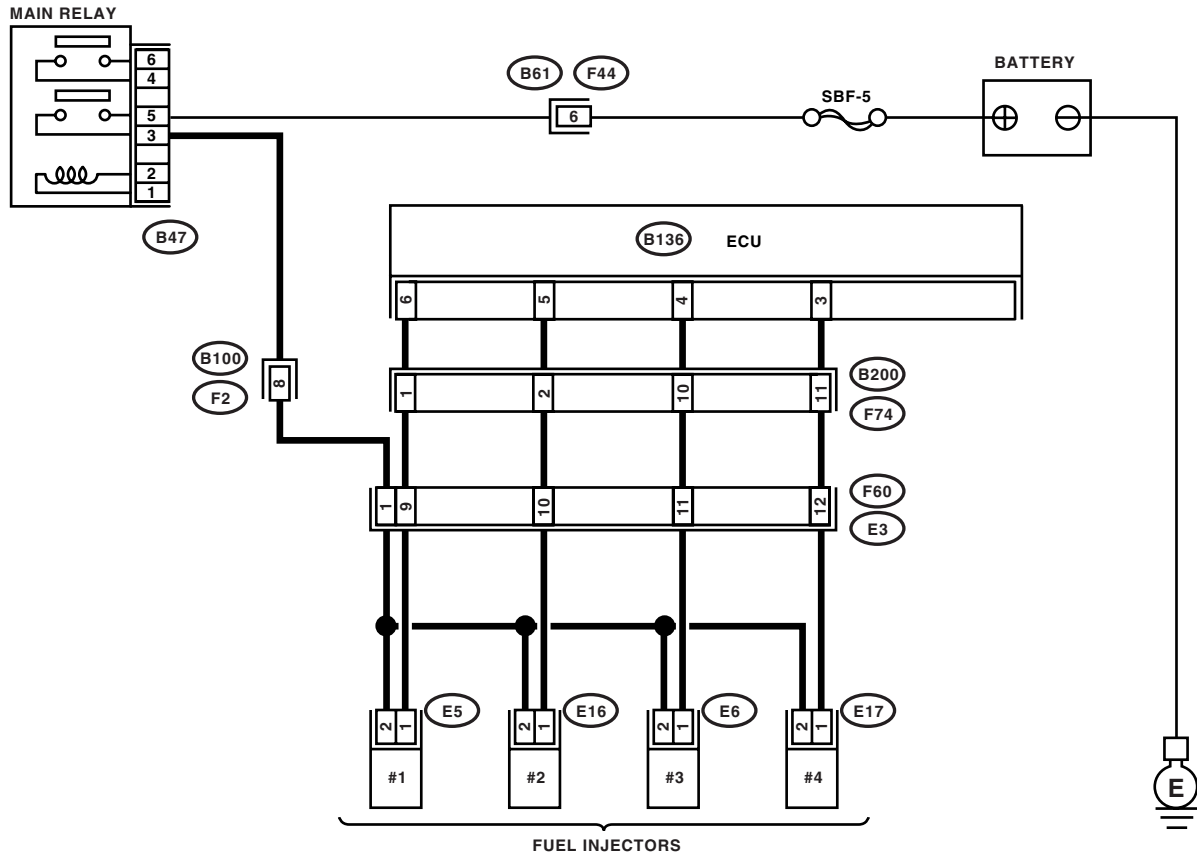 MAIN RELAY
6
4
5
3
2
1
B47
B61 F44
6
SBF-5
BATTERY
B136 ECU
6 5 4 3
B100
F2
8
1 2 10 11
B200
F74
1 9 10 11 12
F60
E3
2 1 E5
2 1 E16
2 1 E6
2 1 E17
#1 #2 #3 #4
FUEL INJECTORS
E